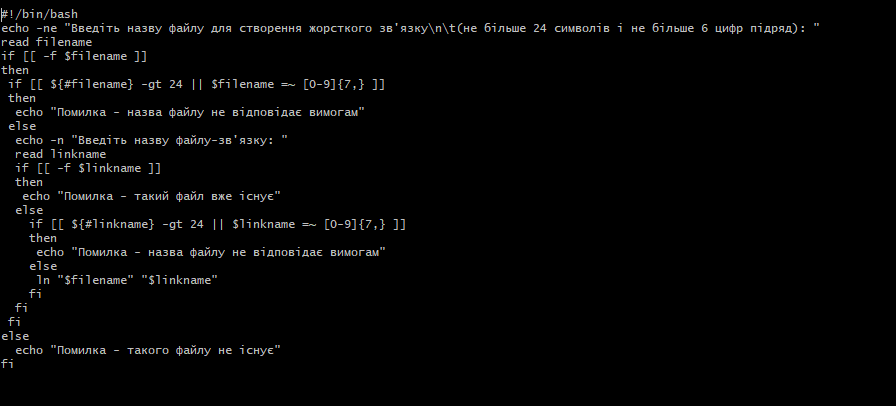 #!/bin/bash
echo -ne "Введіть назву файлу для створення жорсткого зв'язку\n\t(не більше 24 символів і не більше 6 цифр підряд): "
read filename
if [[ -f $filename ]]
then
 if [[ ${#filename} -gt 24 || $filename =~ [0-9]{7,} ]]
 then
  echo "Помилка - назва файлу не відповідає вимогам"
 else
  echo -n "Введіть назву файлу-зв'язку: "
  read linkname
  if [[ -f $linkname ]]
  then
   echo "Помилка - такий файл вже існує"
  else
    if [[ ${#linkname} -gt 24 || $linkname =~ [0-9]{7,} ]]
    then
     echo "Помилка - назва файлу не відповідає вимогам"
    else
     ln "$filename" "$linkname"
    fi
  fi
 fi
else
  echo "Помилка - такого файлу не існує"
fi